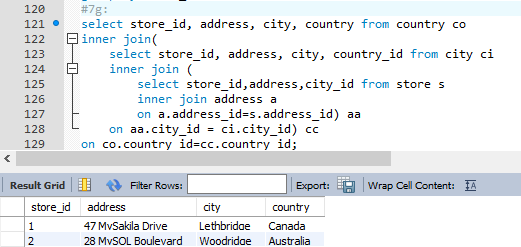 120 #7g:
121 select store_id, address, city, country from country co
122 inner join(
123 select store_id, address, city, country_id from city ci
124 inner join (
125 select store_id,address,city_id from store s
126 inner join address a
127 on a.address_id=s.address_id) aa
128 on aa.city_id = ci.city_id) cc
129 on co.country_id=cc.country_id;
Result Grid Filter Rows: Export: Wrap Cell Content: IA
store_id address city country
1 47 MySakila Drive Lethbridge Canada
2 28 MySQL Boulevard Woodridge Australia